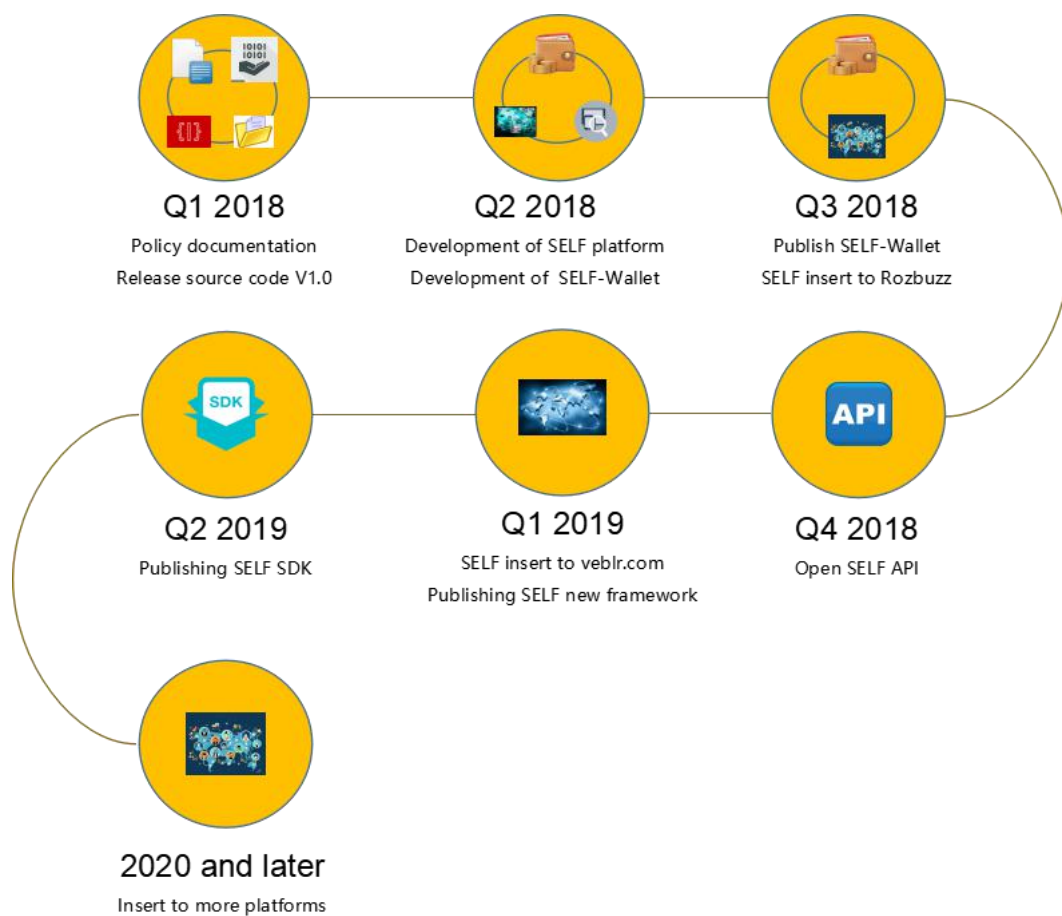 10101
10101
Q1 2018
Policy documentation
Release source code V1.0
Q2 2018
Development of SELF platform
Development of SELF-Wallet
Q3 2018
Publish SELF-Wallet
SELF insert to Rozbuzz
API
Q4 2018
Open SELF API
Q1 2019
SELF insert to veblr.com
Publishing SELF new framework
SDK
Q2 2019
Publishing SELF SDK
2020 and later
Insert to more platforms